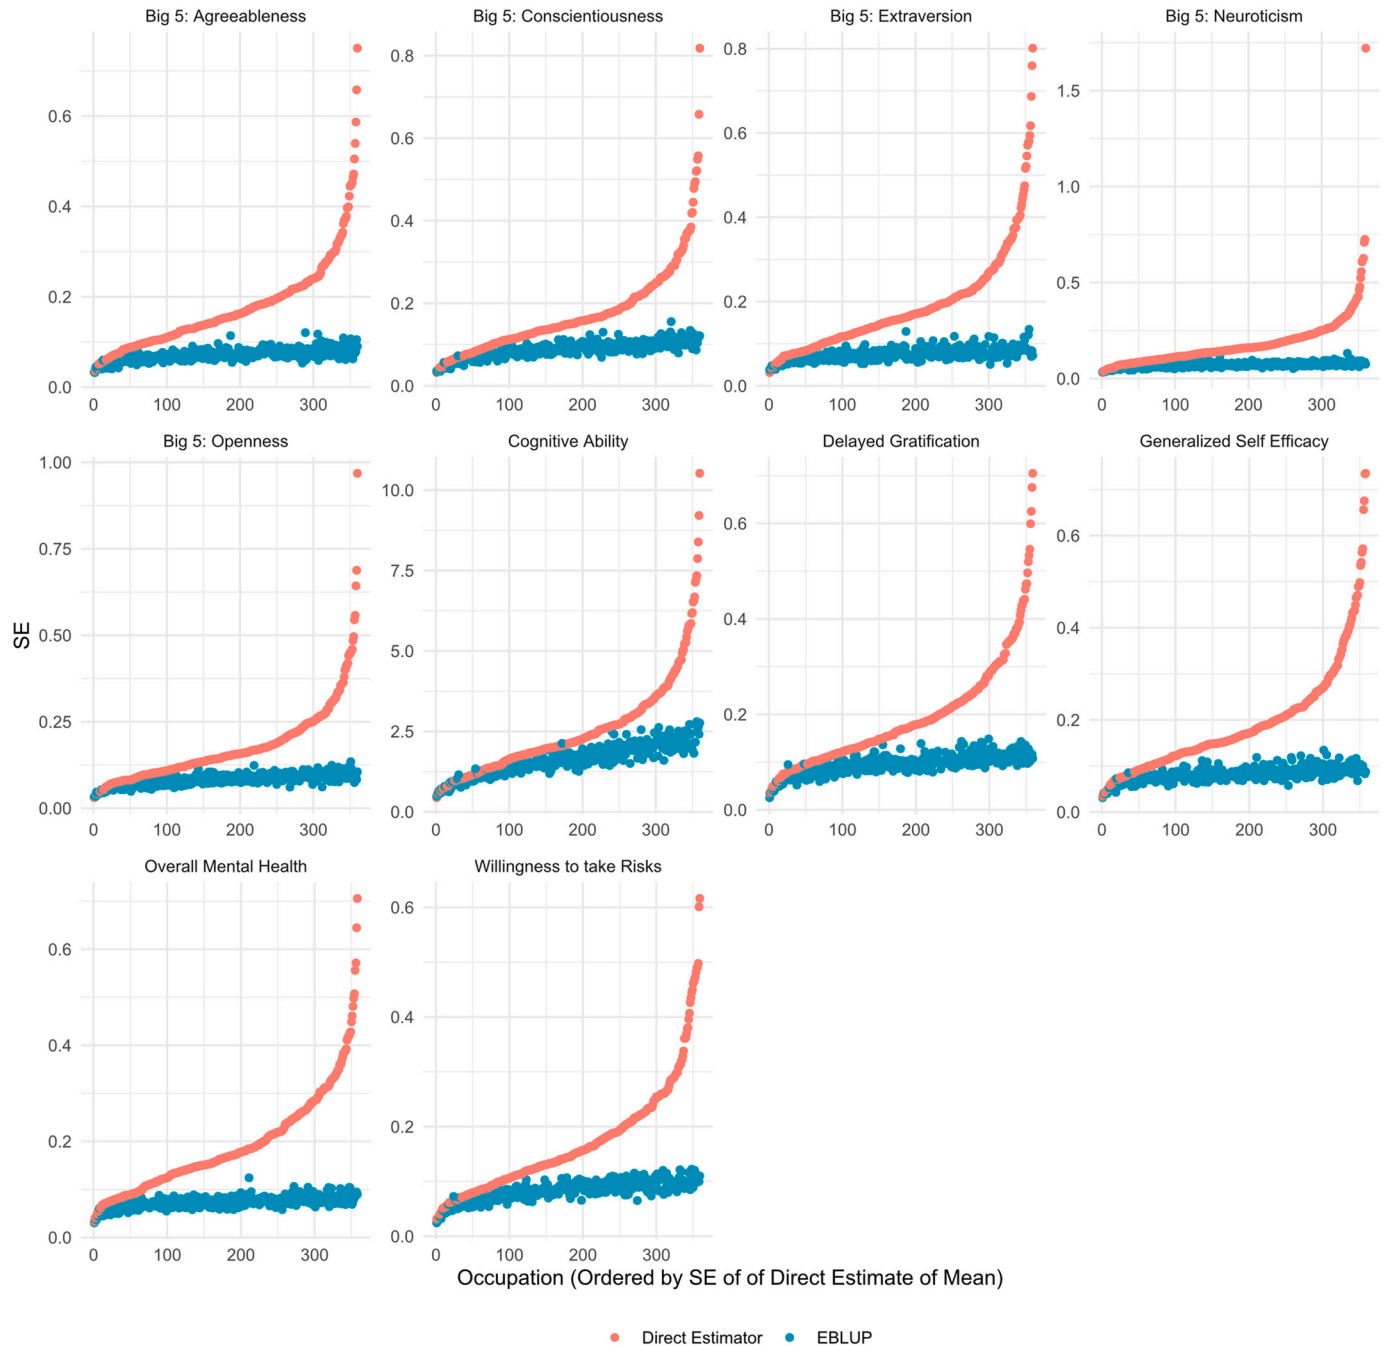 Big 5: Agreeableness
Big 5: Conscientiousness
Big 5: Extraversion
Big 5: Neuroticism
0.6
0.4
0.2
0.0
0 100 200 300
0.8
0.6
0.4
0.2
0.0
0 100 200 300
0.8
0.6
0.4
0.2
0.0
0 100 200 300
1.5
1.0
0.5
0.0
0 100 200 300
SE
Big 5: Openness
Cognitive Ability
Delayed Gratification
Generalized Self Efficacy
1.00
0.75
0.50
0.25
0.00
0 100 200 300
10.0
7.5
5.0
2.5
0.0
0 100 200 300
0.6
0.4
0.2
0.0
0 100 200 300
0.6
0.4
0.2
0.0
0 100 200 300
Overall Mental Health
Willingness to take Risks
0.6
0.4
0.2
0.0
0 100 200 300
0.6
0.4
0.2
0.0
0 100 200 300
Occupation (Ordered by SE of of Direct Estimate of Mean)
Direct Estimator EBLUP